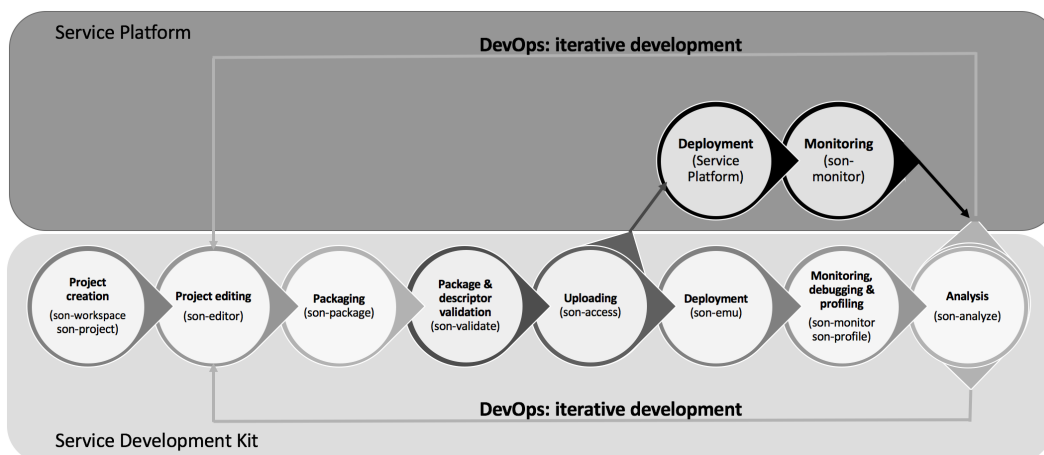 Service Platform
DevOps: iterative development
Deployment
(Service
Platform)
Monitoring
(son-
monitor)
Project
creation
(son-workspace
son-project)
Project editing
(son-editor)
Packaging
(son-package)
Package &
descriptor
validation
(son-validate)
Uploading
(son-access)
Deployment
(son-emu)
Monitoring,
debugging &
profiling
(son-monitor
son-profile)
Analysis
(son-analyze)
DevOps: iterative development
Service Development Kit